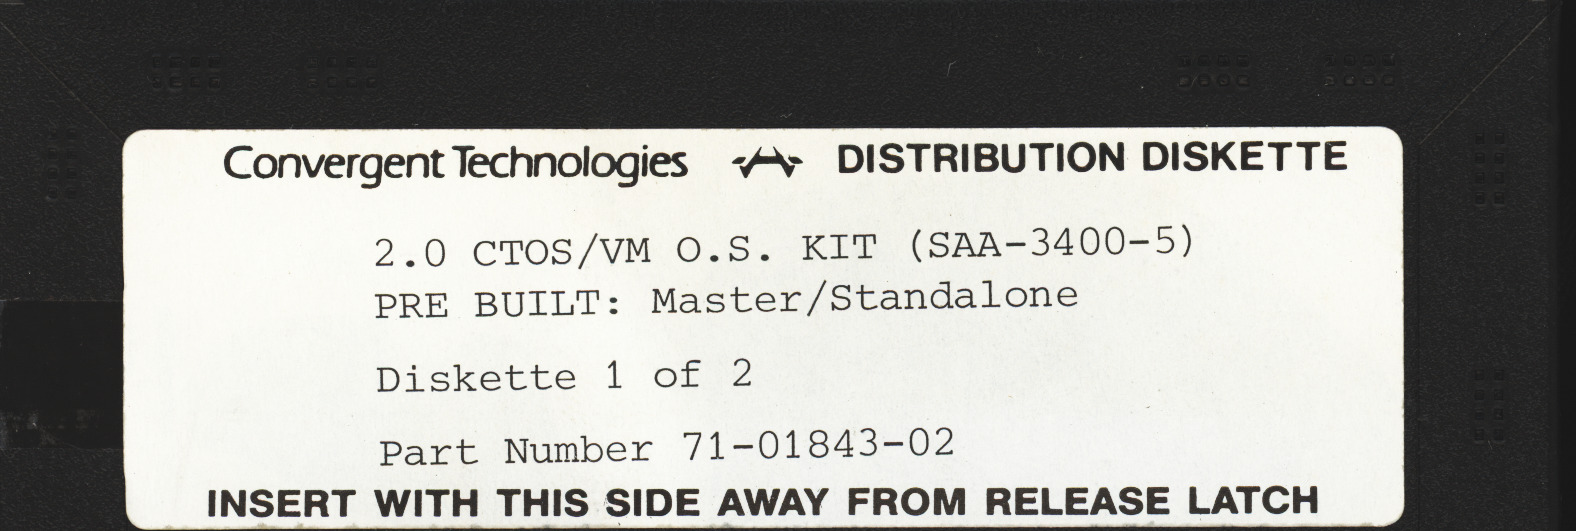 Convergent Technologies DISTRIBUTION DISKETTE
2.0 CTOS/VM O.S. KIT (SAA-3400-5)
PRE BUILT: Master/Standalone
Diskette 1 of 2
Part Number 71-01843-02
INSERT WITH THIS SIDE AWAY FROM RELEASE LATCH